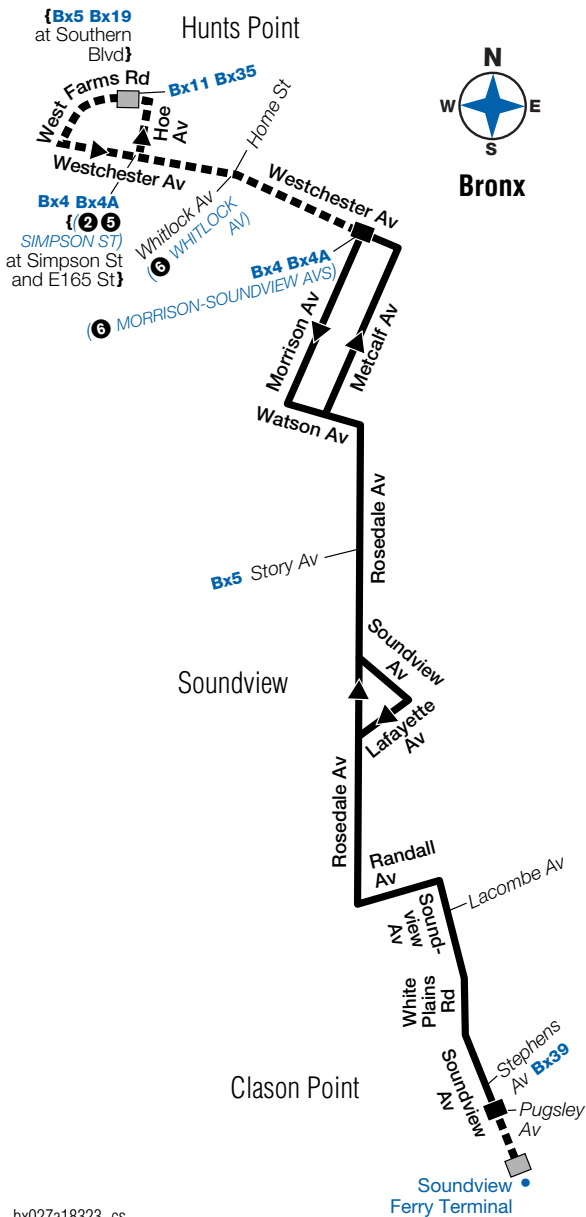 {Bx5 Bx19
at Southern
Blvd}
Hunts Point
N
W
E
S
Bronx
West Farms Rd
Bx11 Bx35
Hoe
Av
Home St
Westchester Av
Westchester Av
Bx4 Bx4A
{(2 5
SIMPSON ST)
at Simpson St
and E165 St}
Whitlock Av
(6 WHITLOCK
AV)
Bx4 Bx4A
(6 MORRISON-SOUNDVIEW AVS)
Morrison Av
Metcalf Av
Watson Av
Rosedale Av
Bx5 Story Av
Soundview
Av
Soundview
Lafayette
Av
Rosedale Av
Randall
Av
Lacombe Av
Sound-
view
Av
White
Plains
Rd
Stephens
Av Bx39
Clason Point
Soundview
Av
Pugsley
Av
Soundview
Ferry Terminal
bx027a18323_cs